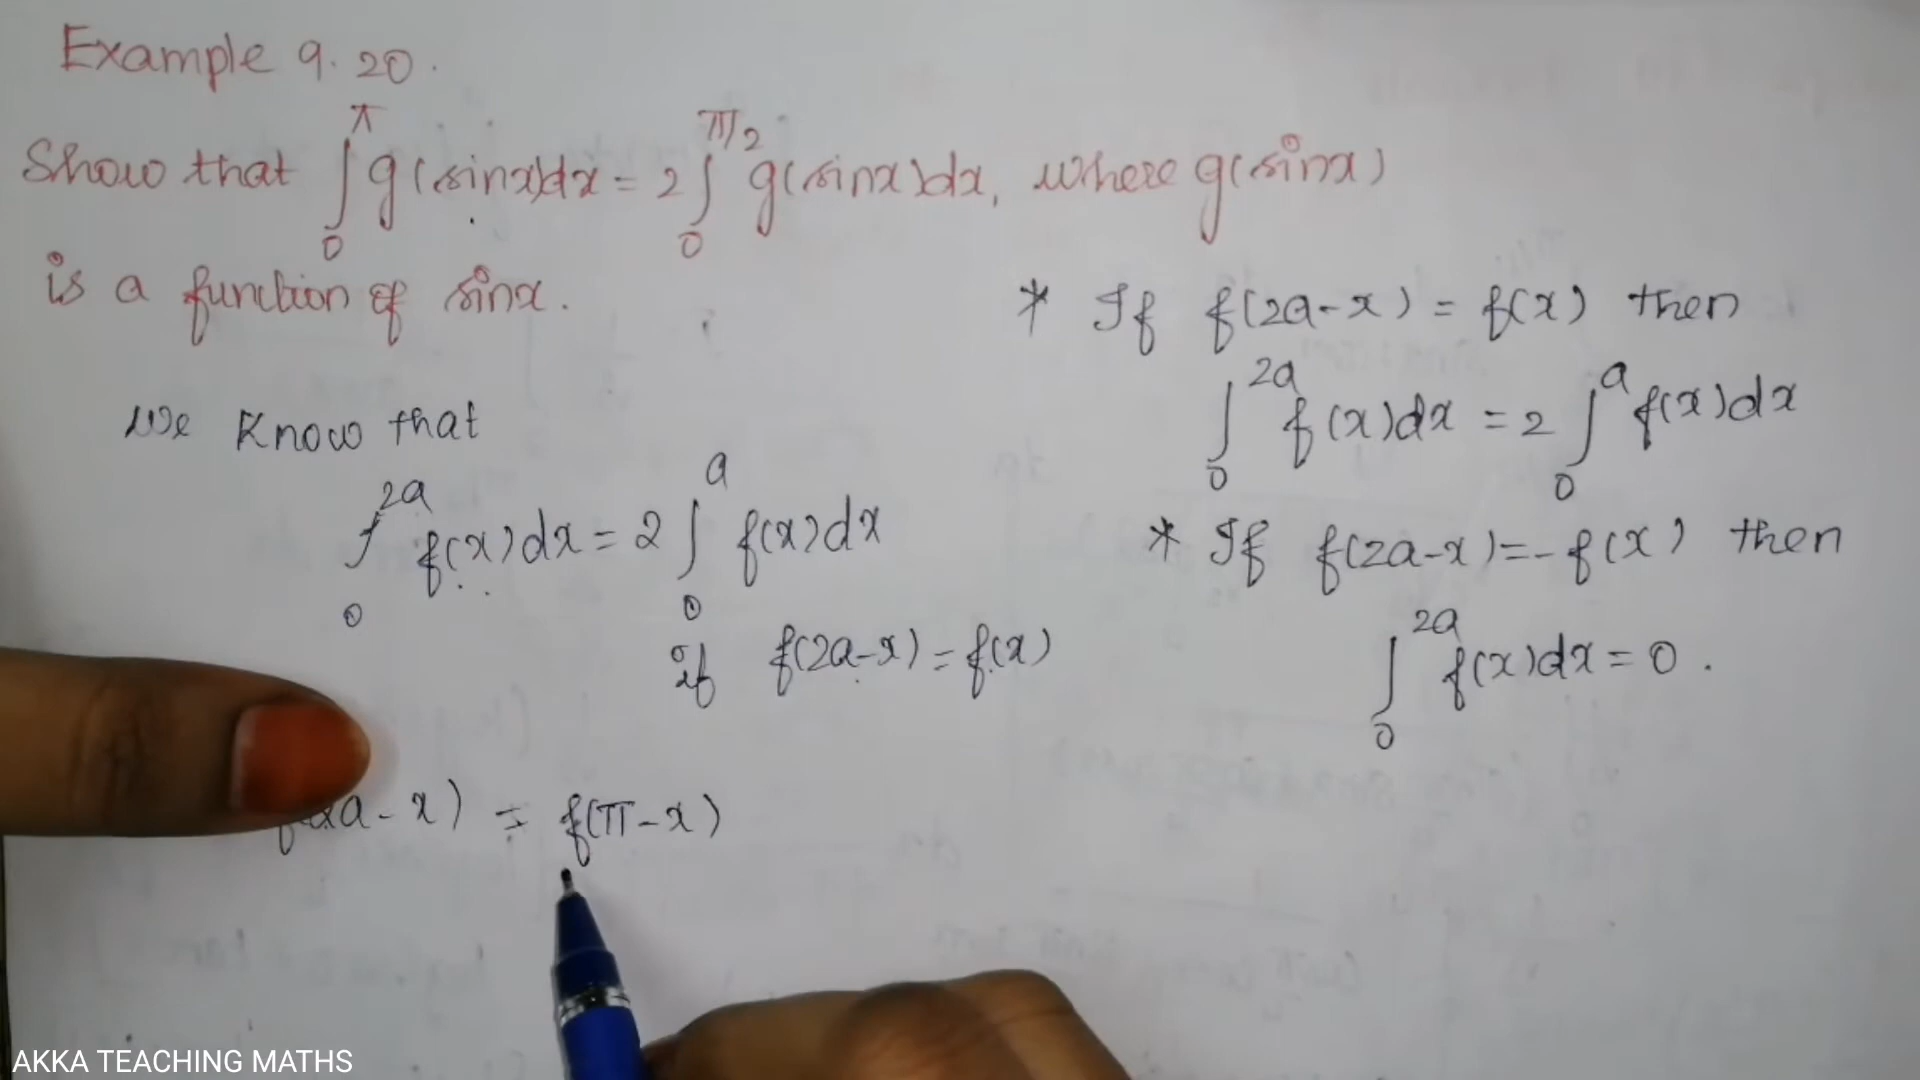 Example 9.20.
Show that ∫₀^π g(sinx)dx = 2∫₀^π/2 g(sinx)dx, where g(sinx)
is a function of sinx.
We know that
∫₀^2a f(x)dx = 2∫₀^a f(x)dx
if f(2a-x) = f(x)
* If f(2a-x) = f(x) then
∫₀^2a f(x)dx = 2∫₀^a f(x)dx
* If f(2a-x) = -f(x) then
∫₀^2a f(x)dx = 0.
f(2a-x) = f(π-x)
AKKA TEACHING MATHS